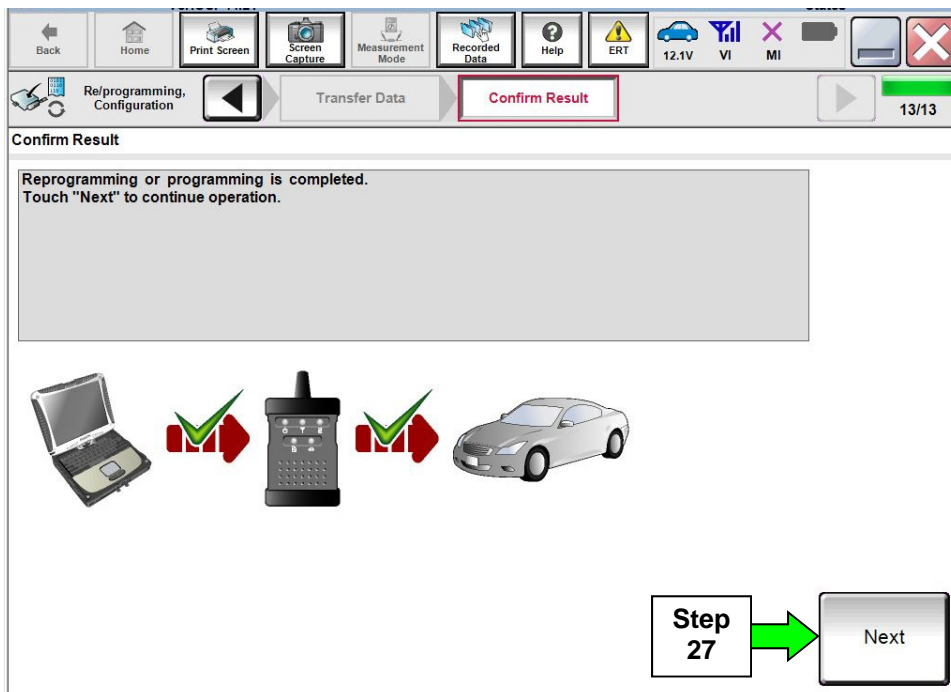 Back
Home
Print Screen
Screen
Capture
Measurement
Mode
Recorded
Data
Help
ERT
12.1V
VI
MI
Re/programming,
Configuration
Transfer Data
Confirm Result
13/13
Confirm Result
Reprogramming or programming is completed.
Touch "Next" to continue operation.
Step
27
Next